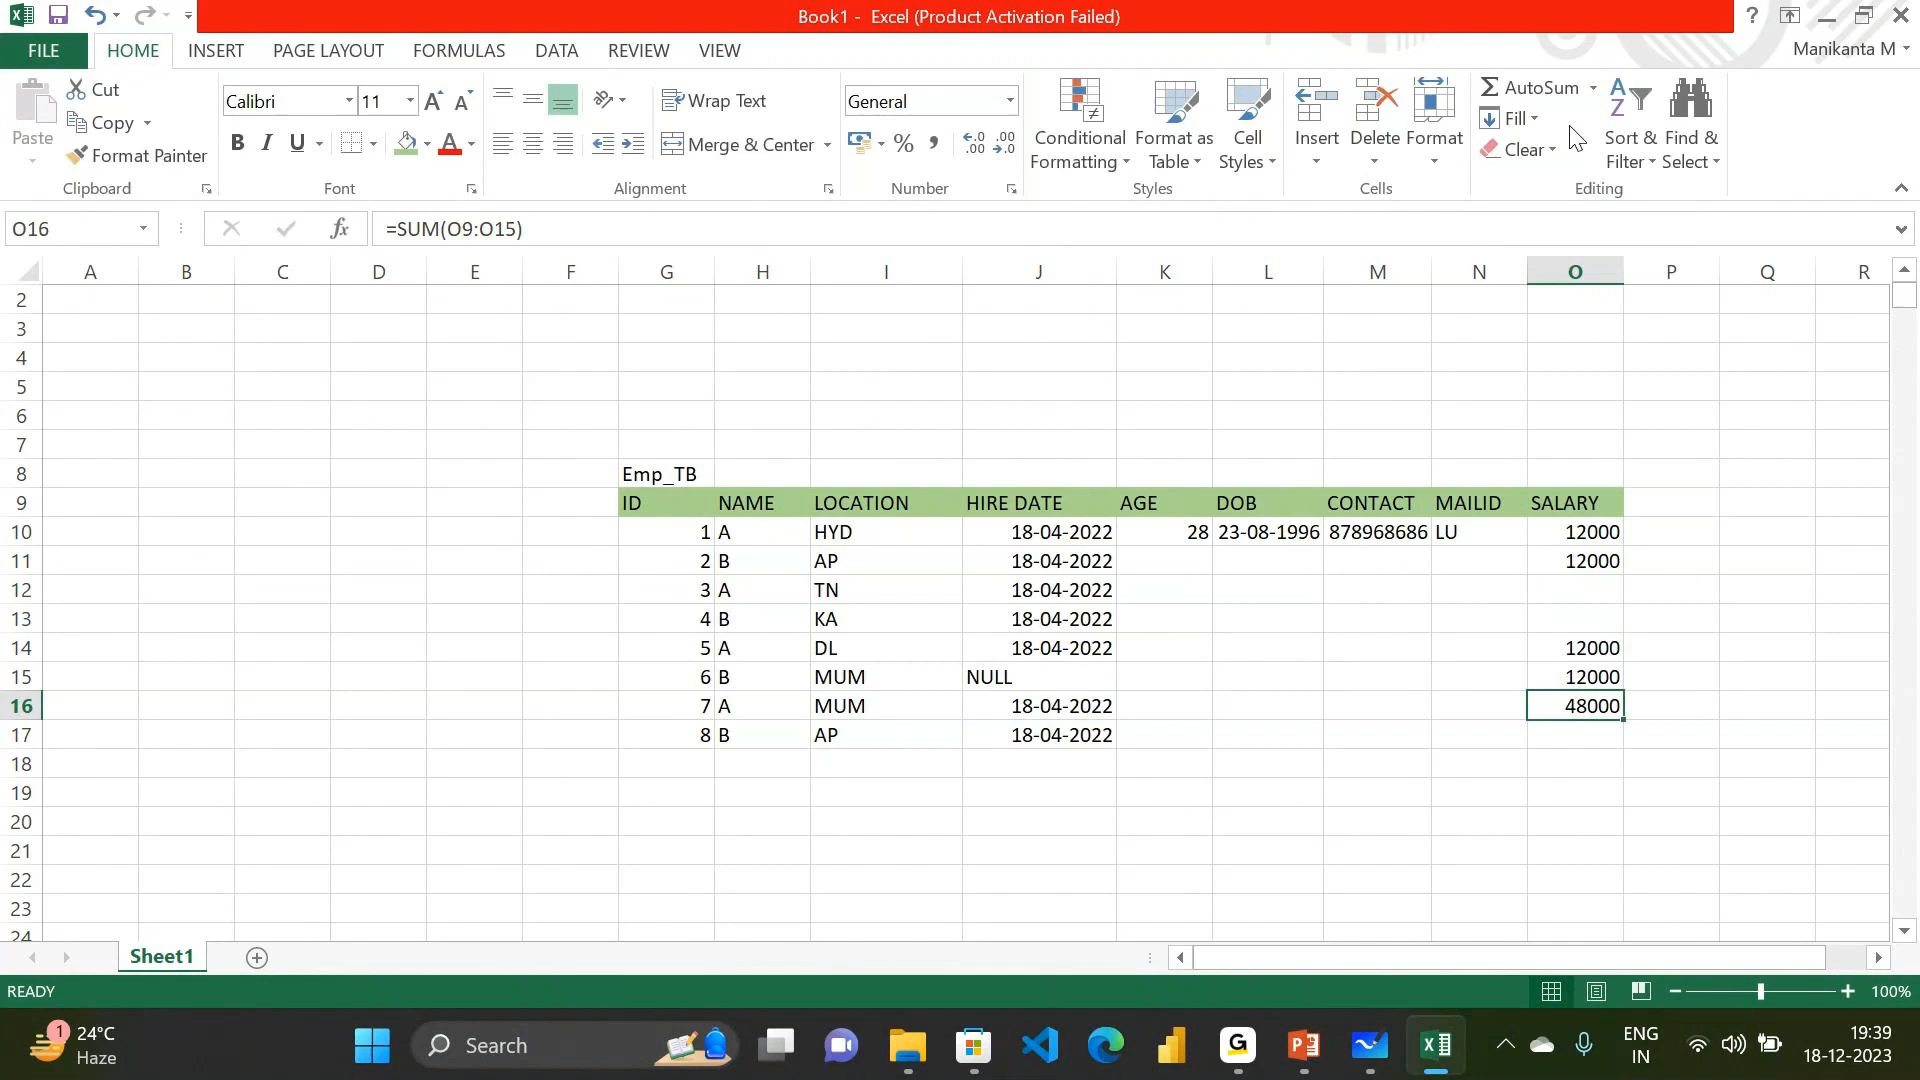 Book1 - Excel (Product Activation Failed)
?
FILE HOME INSERT PAGE LAYOUT FORMULAS DATA REVIEW VIEW
Manikanta M
Paste
Cut
Copy
Format Painter
Clipboard
Calibri 11
B I U A
Font
Wrap Text
Merge & Center
Alignment
General
% ,
Number
Conditional Formatting
Format as Table
Cell Styles
Styles
Insert Delete Format
Cells
AutoSum
Fill
Clear
Sort & Filter
Find & Select
Editing
O16 fx =SUM(O9:O15)
A B C D E F G H I J K L M N O P Q R
2
3
4
5
6
7
8 Emp_TB
9 ID NAME LOCATION HIRE DATE AGE DOB CONTACT MAILID SALARY
10 1 A HYD 18-04-2022 28 23-08-1996 878968686 LU 12000
11 2 B AP 18-04-2022 12000
12 3 A TN 18-04-2022
13 4 B KA 18-04-2022
14 5 A DL 18-04-2022 12000
15 6 B MUM NULL 12000
16 7 A MUM 18-04-2022 48000
17 8 B AP 18-04-2022
18
19
20
21
22
23
24
Sheet1
READY 100%
1 24°C
Haze
Search
ENG
IN
19:39
18-12-2023